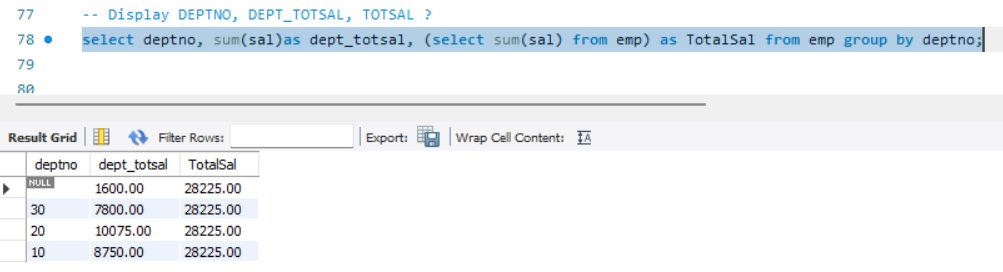 77 -- Display DEPTNO, DEPT_TOTSAL, TOTSAL ?
78 select deptno, sum(sal)as dept_totsal, (select sum(sal) from emp) as TotalSal from emp group by deptno;
79
80
Result Grid Filter Rows: Export: Wrap Cell Content: IA
deptno dept_totsal TotalSal
NULL 1600.00 28225.00
30 7800.00 28225.00
20 10075.00 28225.00
10 8750.00 28225.00